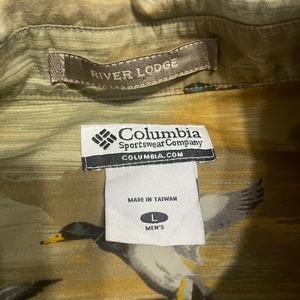 RIVER LODGE
Columbia
Sportswear Company
COLUMBIA.COM
MADE IN TAIWAN
L
MEN'S